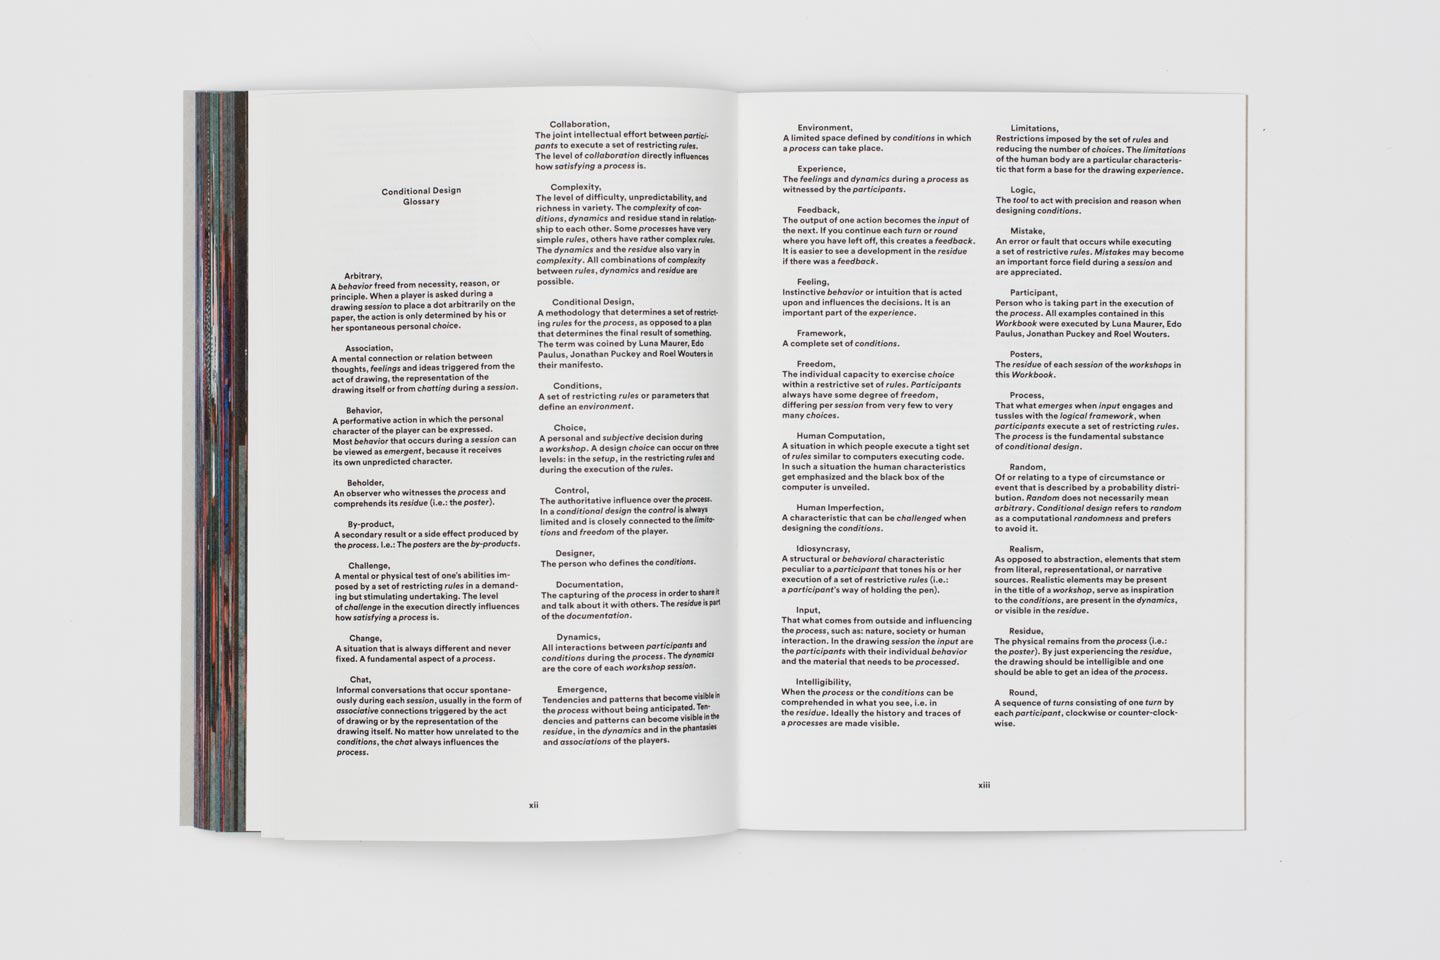 Conditional Design
Glossary
Arbitrary,
A behavior freed from necessity, reason, or
principle. When a player is asked during a
drawing session to place a dot arbitrarily on the
paper, the action is only determined by his or
her spontaneous personal choice.
Association,
A mental connection or relation between
thoughts, feelings and ideas triggered from the
act of drawing, the representation of the
drawing itself or from chatting during a session.
Behavior,
A performative action in which the personal
character of the player can be expressed.
Most behavior that occurs during a session can
be viewed as emergent, because it receives
its own unpredicted character.
Beholder,
An observer who witnesses the process and
comprehends its residue (i.e.: the poster).
By-product,
A secondary result or a side effect produced by
the process. I.e.: The posters are the by-products.
Challenge,
A mental or physical test of one's abilities im-
posed by a set of restricting rules in a demand-
ing but stimulating undertaking. The level
of challenge in the execution directly influences
how satisfying a process is.
Change,
A situation that is always different and never
fixed. A fundamental aspect of a process.
Chat,
Informal conversations that occur spontane-
ously during each session, usually in the form of
associative connections triggered by the act
of drawing or by the representation of the
drawing itself. No matter how unrelated to the
conditions, the chat always influences the
process.
Collaboration,
The joint intellectual effort between partici-
pants to execute a set of restricting rules.
The level of collaboration directly influences
how satisfying a process is.
Complexity,
The level of difficulty, unpredictability, and
richness in variety. The complexity of con-
ditions, dynamics and residue stand in relation-
ship to each other. Some processes have very
simple rules, others have rather complex rules.
The dynamics and the residue also vary in
complexity. All combinations of complexity
between rules, dynamics and residue are
possible.
Conditional Design,
A methodology that determines a set of restrict-
ing rules for the process, as opposed to a plan
that determines the final result of something.
The term was coined by Luna Maurer, Edo
Paulus, Jonathan Puckey and Roel Wouters in
their manifesto.
Conditions,
A set of restricting rules or parameters that
define an environment.
Choice,
A personal and subjective decision during
a workshop. A design choice can occur on three
levels: in the setup, in the restricting rules and
during the execution of the rules.
Control,
The authoritative influence over the process.
In a conditional design the control is always
limited and is closely connected to the limita-
tions and freedom of the player.
Designer,
The person who defines the conditions.
Documentation,
The capturing of the process in order to share it
and talk about it with others. The residue is part
of the documentation.
Dynamics,
All interactions between participants and
conditions during the process. The dynamics
are the core of each workshop session.
Emergence,
Tendencies and patterns that become visible in
the process without being anticipated. Ten-
dencies and patterns can become visible in the
residue, in the dynamics and in the phantasies
and associations of the players.
xii
Environment,
A limited space defined by conditions in which
a process can take place.
Experience,
The feelings and dynamics during a process as
witnessed by the participants.
Feedback,
The output of one action becomes the input of
the next. If you continue each turn or round
where you have left off, this creates a feedback.
It is easier to see a development in the residue
if there was a feedback.
Feeling,
Instinctive behavior or intuition that is acted
upon and influences the decisions. It is an
important part of the experience.
Framework,
A complete set of conditions.
Freedom,
The individual capacity to exercise choice
within a restrictive set of rules. Participants
always have some degree of freedom,
differing per session from very few to very
many choices.
Human Computation,
A situation in which people execute a tight set
of rules similar to computers executing code.
In such a situation the human characteristics
get emphasized and the black box of the
computer is unveiled.
Human Imperfection,
A characteristic that can be challenged when
designing the conditions.
Idiosyncrasy,
A structural or behavioral characteristic
peculiar to a participant that tones his or her
execution of a set of restrictive rules (i.e.:
a participant's way of holding the pen).
Input,
That what comes from outside and influencing
the process, such as: nature, society or human
interaction. In the drawing session the input are
the participants with their individual behavior
and the material that needs to be processed.
Intelligibility,
When the process or the conditions can be
comprehended in what you see, i.e. in
the residue. Ideally the history and traces of
a processes are made visible.
Limitations,
Restrictions imposed by the set of rules and
reducing the number of choices. The limitations
of the human body are a particular characteris-
tic that form a base for the drawing experience.
Logic,
The tool to act with precision and reason when
designing conditions.
Mistake,
An error or fault that occurs while executing
a set of restrictive rules. Mistakes may become
an important force field during a session and
are appreciated.
Participant,
Person who is taking part in the execution of
the process. All examples contained in this
Workbook were executed by Luna Maurer, Edo
Paulus, Jonathan Puckey and Roel Wouters.
Posters,
The residue of each session of the workshops in
this Workbook.
Process,
That what emerges when input engages and
tussles with the logical framework, when
participants execute a set of restricting rules.
The process is the fundamental substance
of conditional design.
Random,
Of or relating to a type of circumstance or
event that is described by a probability distri-
bution. Random does not necessarily mean
arbitrary. Conditional design refers to random
as a computational randomness and prefers
to avoid it.
Realism,
As opposed to abstraction, elements that stem
from literal, representational, or narrative
sources. Realistic elements may be present
in the title of a workshop, serve as inspiration
to the conditions, are present in the dynamics,
or visible in the residue.
Residue,
The physical remains from the process (i.e.:
the poster). By just experiencing the residue,
the drawing should be intelligible and one
should be able to get an idea of the process.
Round,
A sequence of turns consisting of one turn by
each participant, clockwise or counter-clock-
wise.
xiii